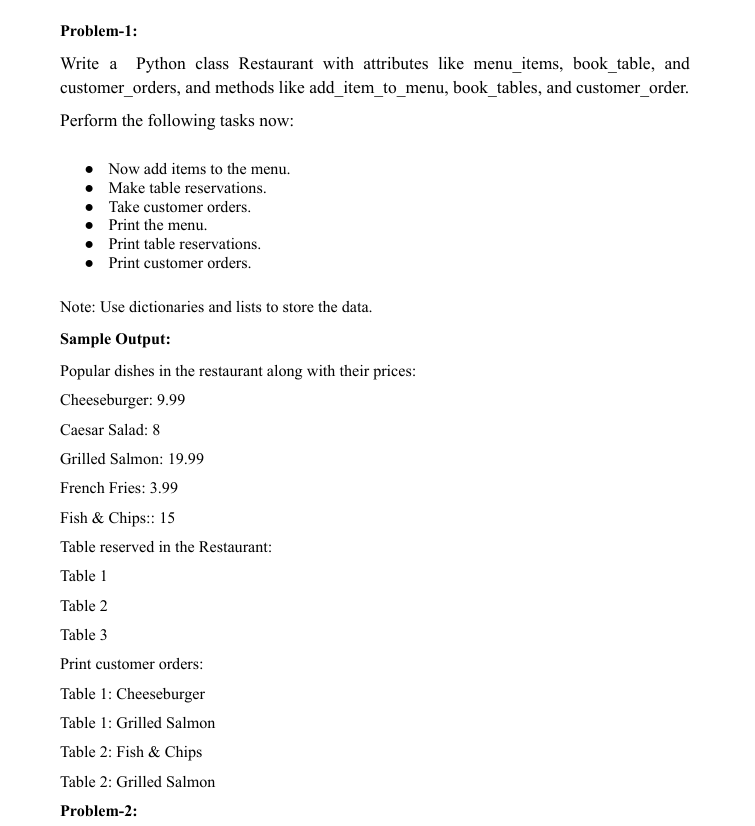 Problem-1:
Write a Python class Restaurant with attributes like menu_items, book_table, and
customer_orders, and methods like add_item_to_menu, book_tables, and customer_order.
Perform the following tasks now:
● Now add items to the menu.
● Make table reservations.
● Take customer orders.
● Print the menu.
● Print table reservations.
● Print customer orders.
Note: Use dictionaries and lists to store the data.
Sample Output:
Popular dishes in the restaurant along with their prices:
Cheeseburger: 9.99
Caesar Salad: 8
Grilled Salmon: 19.99
French Fries: 3.99
Fish & Chips:: 15
Table reserved in the Restaurant:
Table 1
Table 2
Table 3
Print customer orders:
Table 1: Cheeseburger
Table 1: Grilled Salmon
Table 2: Fish & Chips
Table 2: Grilled Salmon
Problem-2: